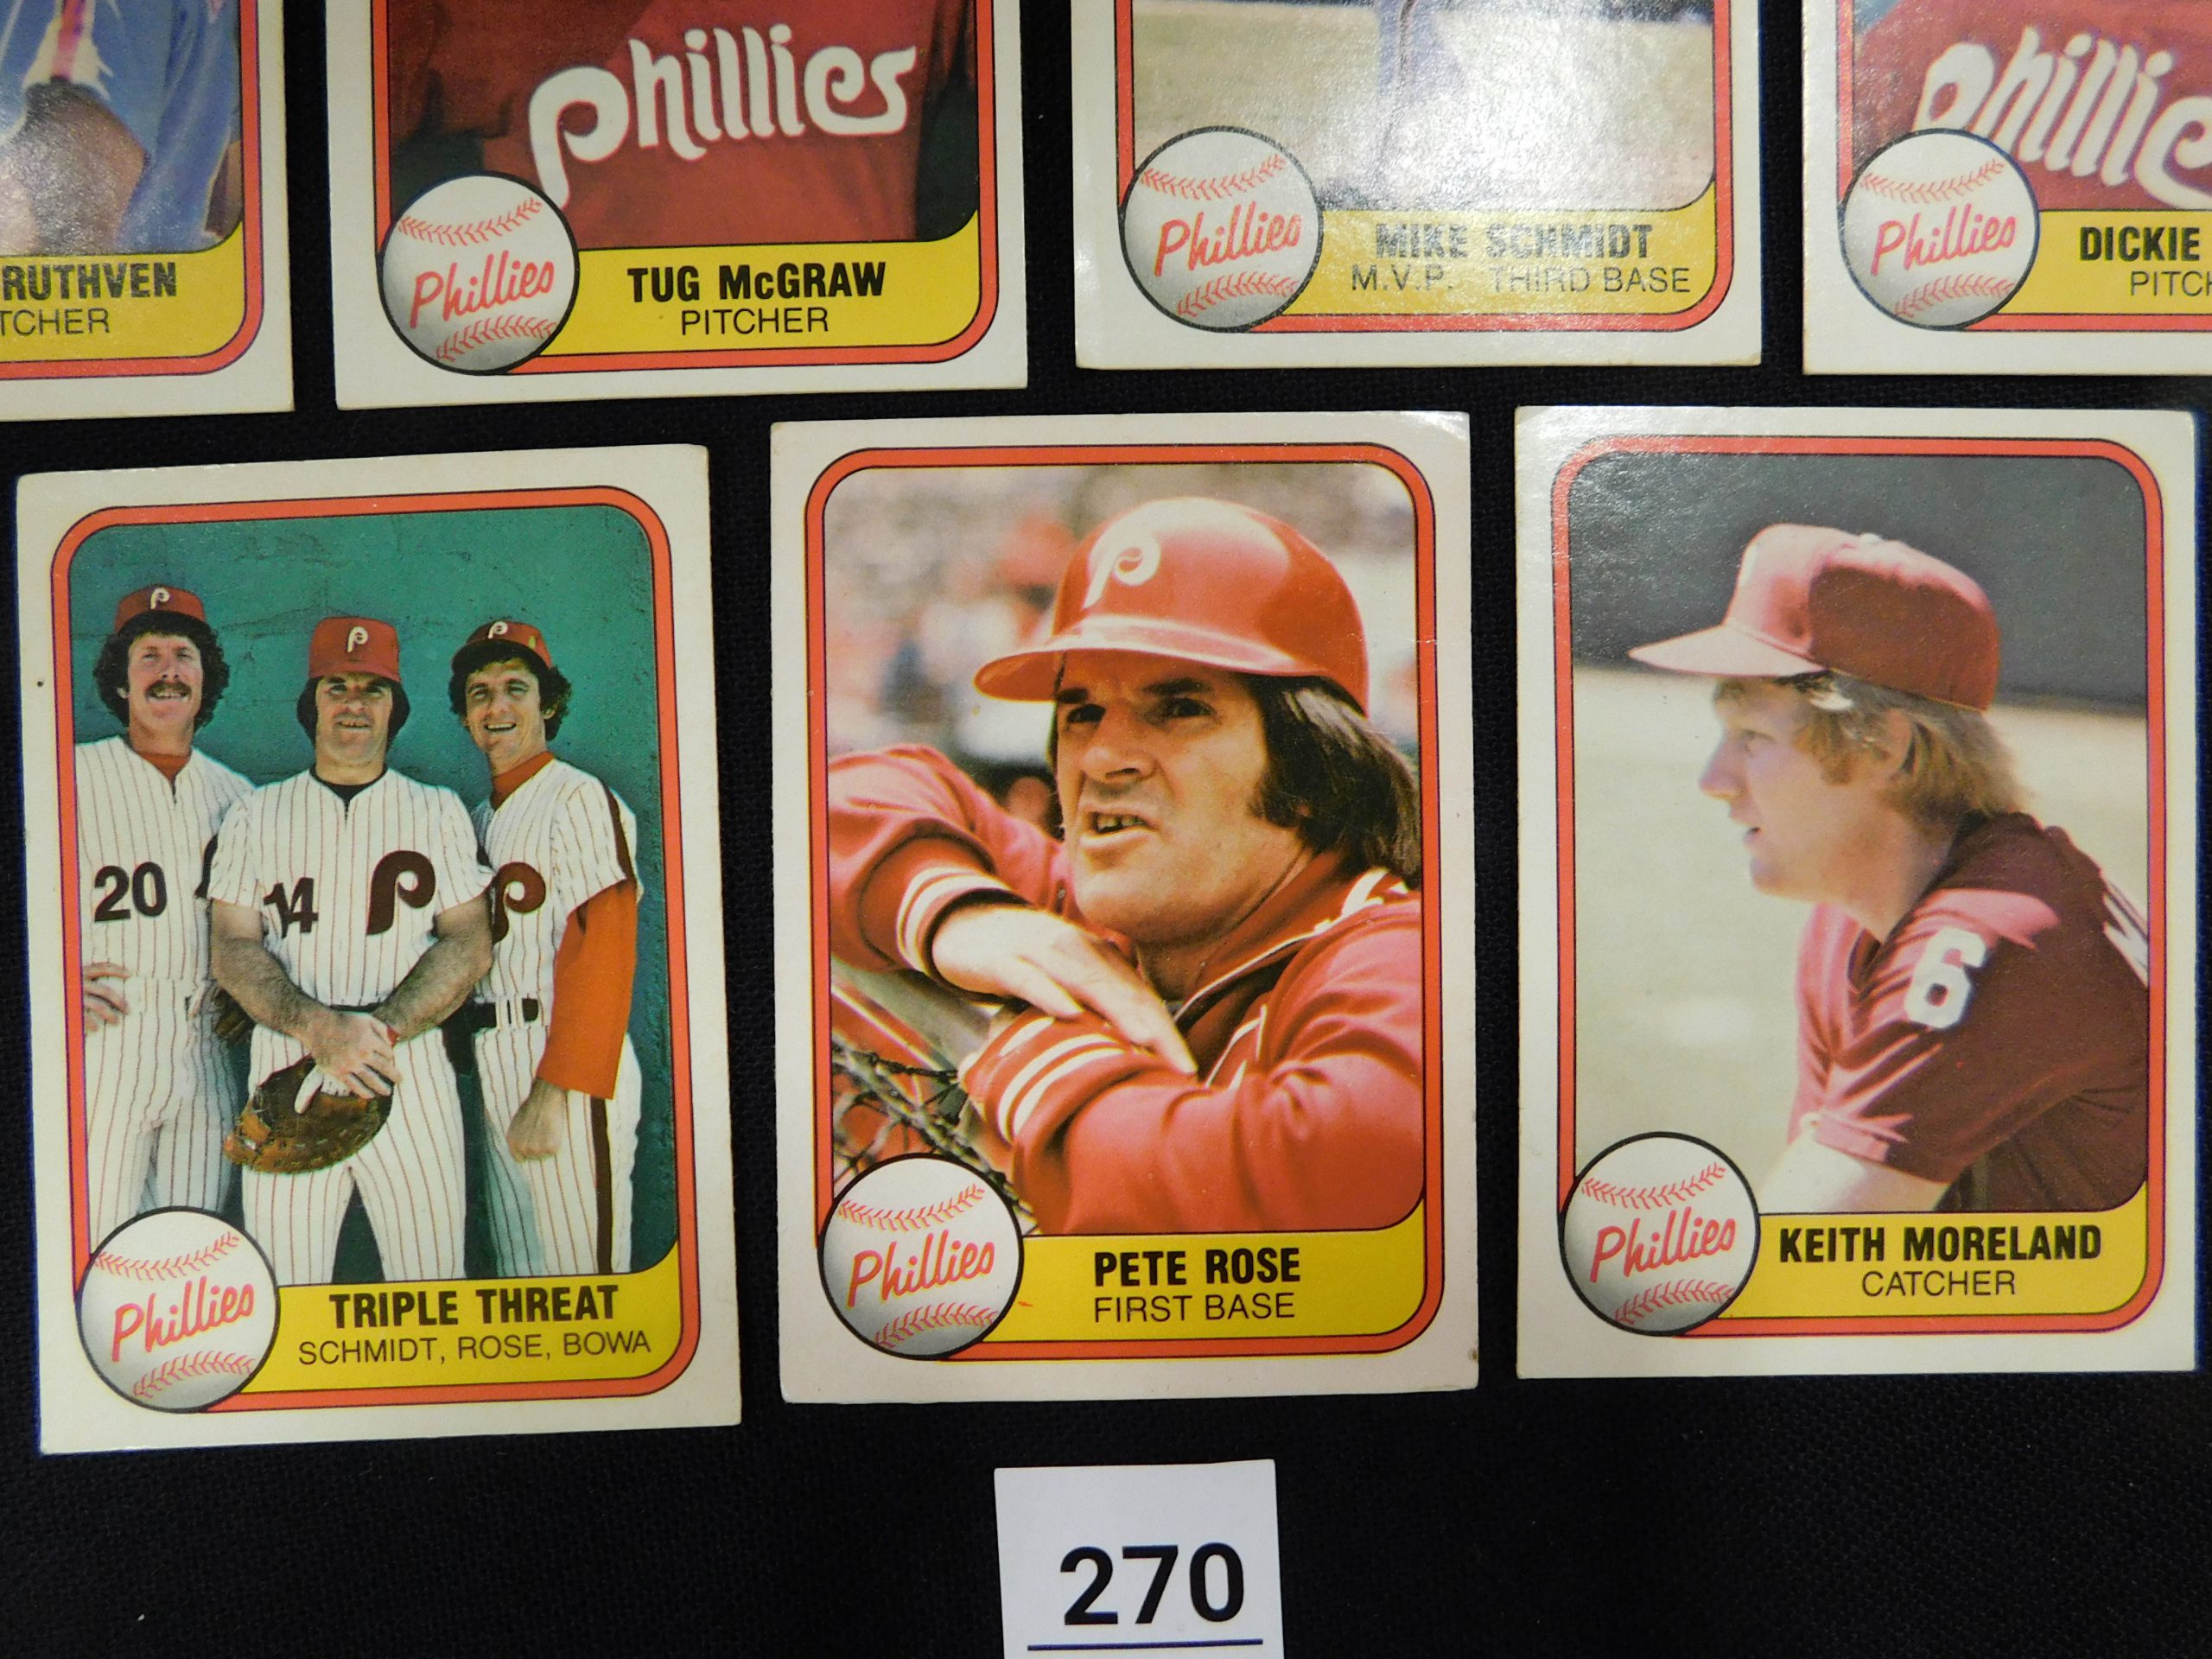 Phillies
Phillies
RUTHVEN
TCHER
Phillies
TUG McGRAW
PITCHER
Phillies
MIKE SCHMIDT
M.V.P. THIRD BASE
Phillies
DICKIE
PITCH
P
P
P
20
14
P
P
Phillies
TRIPLE THREAT
SCHMIDT, ROSE, BOWA
P
Phillies
PETE ROSE
FIRST BASE
6
Phillies
KEITH MORELAND
CATCHER
270